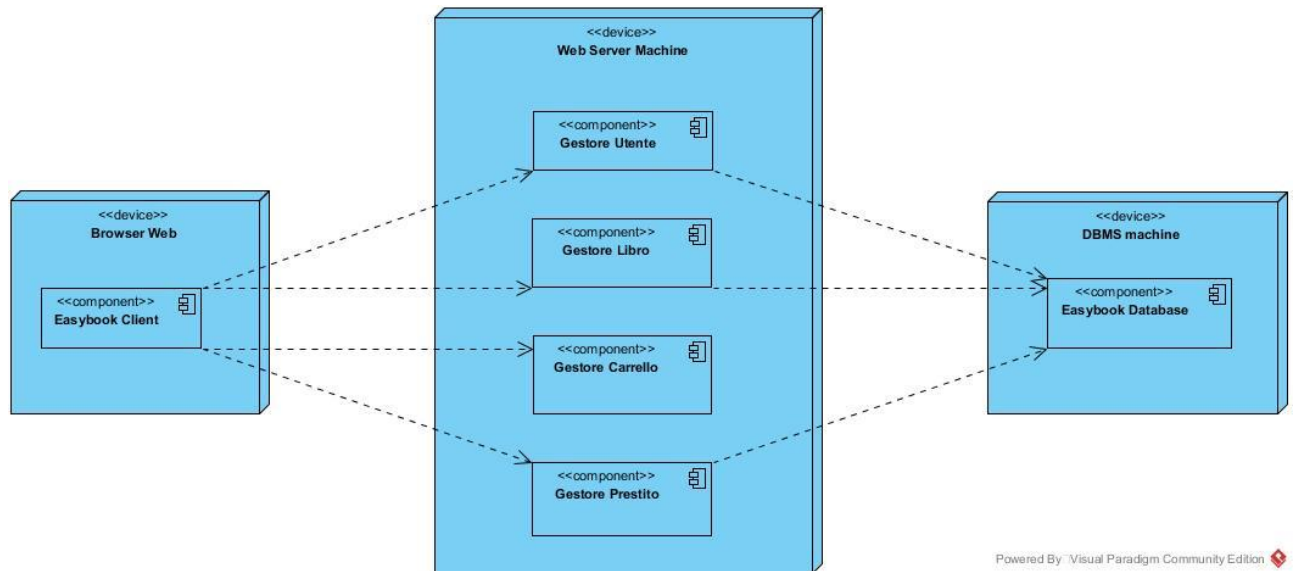 <<device>>
Web Server Machine
<<component>>
Gestore Utente
<<device>>
Browser Web
<<component>>
Easybook Client
<<component>>
Gestore Libro
<<component>>
Gestore Carrello
<<component>>
Gestore Prestito
<<device>>
DBMS machine
<<component>>
Easybook Database
Powered By Visual Paradigm Community Edition